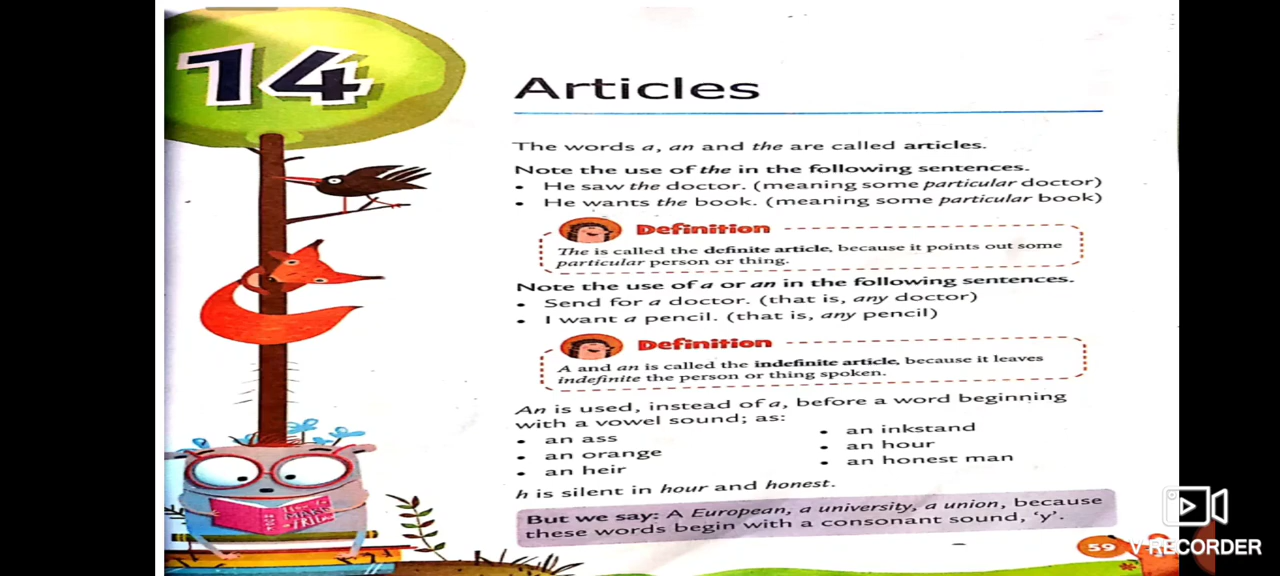 14
Articles
The words a, an and the are called articles.
Note the use of the in the following sentences.
• He saw the doctor. (meaning some particular doctor)
• He wants the book. (meaning some particular book)
Definition
The is called the definite article, because it points out some
particular person or thing.
Note the use of a or an in the following sentences.
• Send for a doctor. (that is, any doctor)
• I want a pencil. (that is, any pencil)
Definition
A and an is called the indefinite article, because it leaves
indefinite the person or thing spoken.
An is used, instead of a, before a word beginning
with a vowel sound; as:
• an ass
• an orange
• an heir
• an inkstand
• an hour
• an honest man
h is silent in hour and honest.
But we say: A European, a university, a union, because
these words begin with a consonant sound, ‘y’.
59
V RECORDER